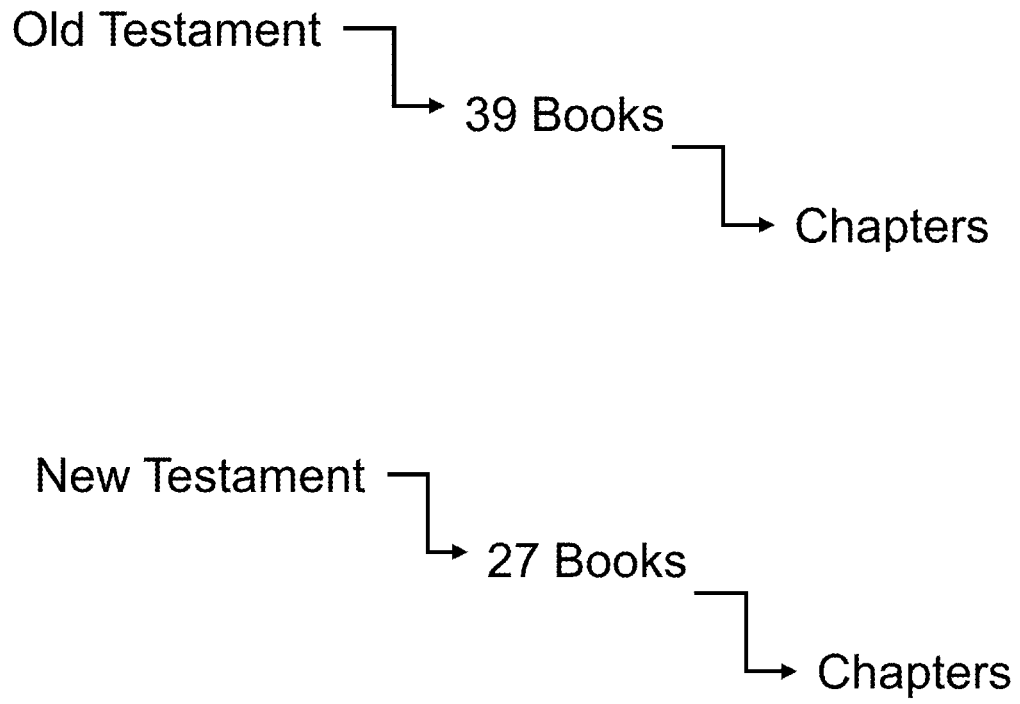 Old Testament
39 Books
Chapters
New Testament
27 Books
Chapters